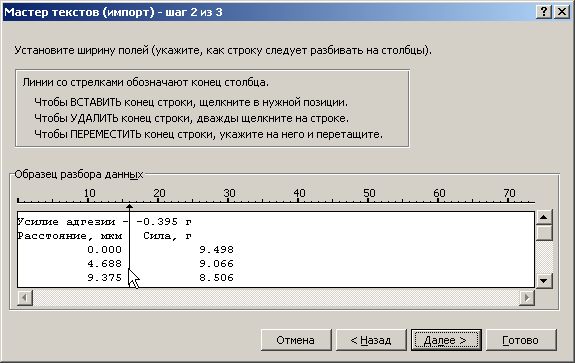 Мастер текстов (импорт) - шаг 2 из 3
Установите ширину полей (укажите, как строку следует разбивать на столбцы).
Линии со стрелками обозначают конец столбца.
Чтобы ВСТАВИТЬ конец строки, щелкните в нужной позиции.
Чтобы УДАЛИТЬ конец строки, дважды щелкните на строке.
Чтобы ПЕРЕМЕСТИТЬ конец строки, укажите на него и перетащите.
Образец разбора данных
10 20 30 40 50 60 70
Усилие адгезии - -0.395 г
Расстояние, мкм Сила, г
0.000 9.498
4.688 9.066
9.375 8.506
Отмена < Назад Далее > Готово